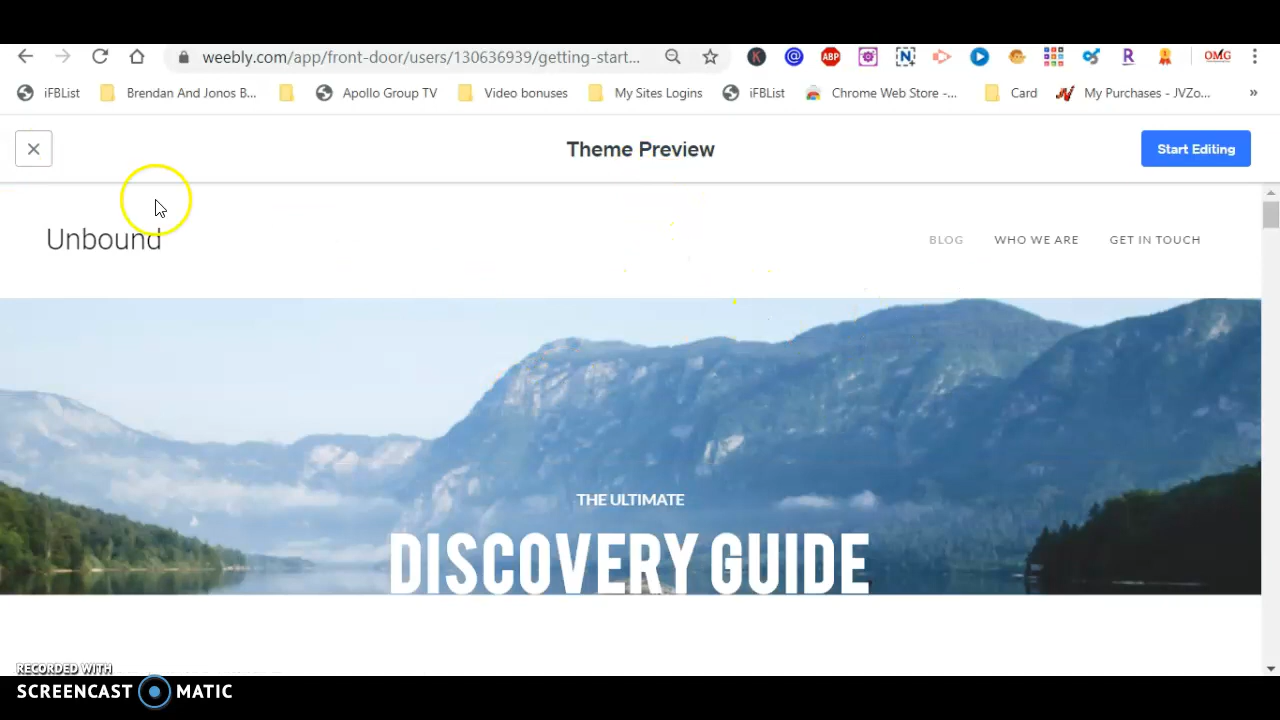 weebly.com/app/front-door/users/130636939/getting-start...
ABP
N
R
OMG
iFBList
Brendan And Jonos B...
Apollo Group TV
Video bonuses
My Sites Logins
iFBList
Chrome Web Store -...
Card
My Purchases - JVZo...
»
Theme Preview
Start Editing
Unbound
BLOG
WHO WE ARE
GET IN TOUCH
THE ULTIMATE
DISCOVERY GUIDE
RECORDED WITH
SCREENCAST MATIC